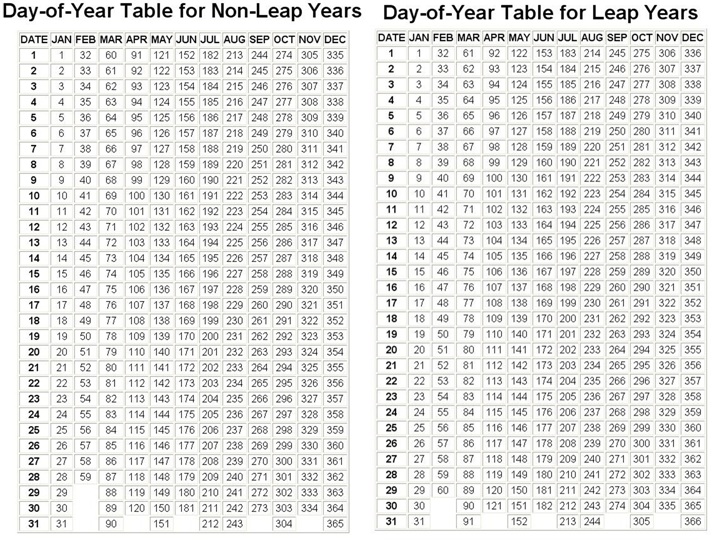 Day-of-Year Table for Non-Leap Years
DATE JAN FEB MAR APR MAY JUN JUL AUG SEP OCT NOV DEC
1 1 32 60 91 121 152 182 213 244 274 305 335
2 2 33 61 92 122 153 183 214 245 275 306 336
3 3 34 62 93 123 154 184 215 246 276 307 337
4 4 35 63 94 124 155 185 216 247 277 308 338
5 5 36 64 95 125 156 186 217 248 278 309 339
6 6 37 65 96 126 157 187 218 249 279 310 340
7 7 38 66 97 127 158 188 219 250 280 311 341
8 8 39 67 98 128 159 189 220 251 281 312 342
9 9 40 68 99 129 160 190 221 252 282 313 343
10 10 41 69 100 130 161 191 222 253 283 314 344
11 11 42 70 101 131 162 192 223 254 284 315 345
12 12 43 71 102 132 163 193 224 255 285 316 346
13 13 44 72 103 133 164 194 225 256 286 317 347
14 14 45 73 104 134 165 195 226 257 287 318 348
15 15 46 74 105 135 166 196 227 258 288 319 349
16 16 47 75 106 136 167 197 228 259 289 320 350
17 17 48 76 107 137 168 198 229 260 290 321 351
18 18 49 77 108 138 169 199 230 261 291 322 352
19 19 50 78 109 139 170 200 231 262 292 323 353
20 20 51 79 110 140 171 201 232 263 293 324 354
21 21 52 80 111 141 172 202 233 264 294 325 355
22 22 53 81 112 142 173 203 234 265 295 326 356
23 23 54 82 113 143 174 204 235 266 296 327 357
24 24 55 83 114 144 175 205 236 267 297 328 358
25 25 56 84 115 145 176 206 237 268 298 329 359
26 26 57 85 116 146 177 207 238 269 299 330 360
27 27 58 86 117 147 178 208 239 270 300 331 361
28 28 59 87 118 148 179 209 240 271 301 332 362
29 29 88 119 149 180 210 241 272 302 333 363
30 30 89 120 150 181 211 242 273 303 334 364
31 31 90 151 212 243 304 365
Day-of-Year Table for Leap Years
DATE JAN FEB MAR APR MAY JUN JUL AUG SEP OCT NOV DEC
1 1 32 61 92 122 153 183 214 245 275 306 336
2 2 33 62 93 123 154 184 215 246 276 307 337
3 3 34 63 94 124 155 185 216 247 277 308 338
4 4 35 64 95 125 156 186 217 248 278 309 339
5 5 36 65 96 126 157 187 218 249 279 310 340
6 6 37 66 97 127 158 188 219 250 280 311 341
7 7 38 67 98 128 159 189 220 251 281 312 342
8 8 39 68 99 129 160 190 221 252 282 313 343
9 9 40 69 100 130 161 191 222 253 283 314 344
10 10 41 70 101 131 162 192 223 254 284 315 345
11 11 42 71 102 132 163 193 224 255 285 316 346
12 12 43 72 103 133 164 194 225 256 286 317 347
13 13 44 73 104 134 165 195 226 257 287 318 348
14 14 45 74 105 135 166 196 227 258 288 319 349
15 15 46 75 106 136 167 197 228 259 289 320 350
16 16 47 76 107 137 168 198 229 260 290 321 351
17 17 48 77 108 138 169 199 230 261 291 322 352
18 18 49 78 109 139 170 200 231 262 292 323 353
19 19 50 79 110 140 171 201 232 263 293 324 354
20 20 51 80 111 141 172 202 233 264 294 325 355
21 21 52 81 112 142 173 203 234 265 295 326 356
22 22 53 82 113 143 174 204 235 266 296 327 357
23 23 54 83 114 144 175 205 236 267 297 328 358
24 24 55 84 115 145 176 206 237 268 298 329 359
25 25 56 85 116 146 177 207 238 269 299 330 360
26 26 57 86 117 147 178 208 239 270 300 331 361
27 27 58 87 118 148 179 209 240 271 301 332 362
28 28 59 88 119 149 180 210 241 272 302 333 363
29 29 60 89 120 150 181 211 242 273 303 334 364
30 30 90 121 151 182 212 243 274 304 335 365
31 31 91 152 213 244 305 366